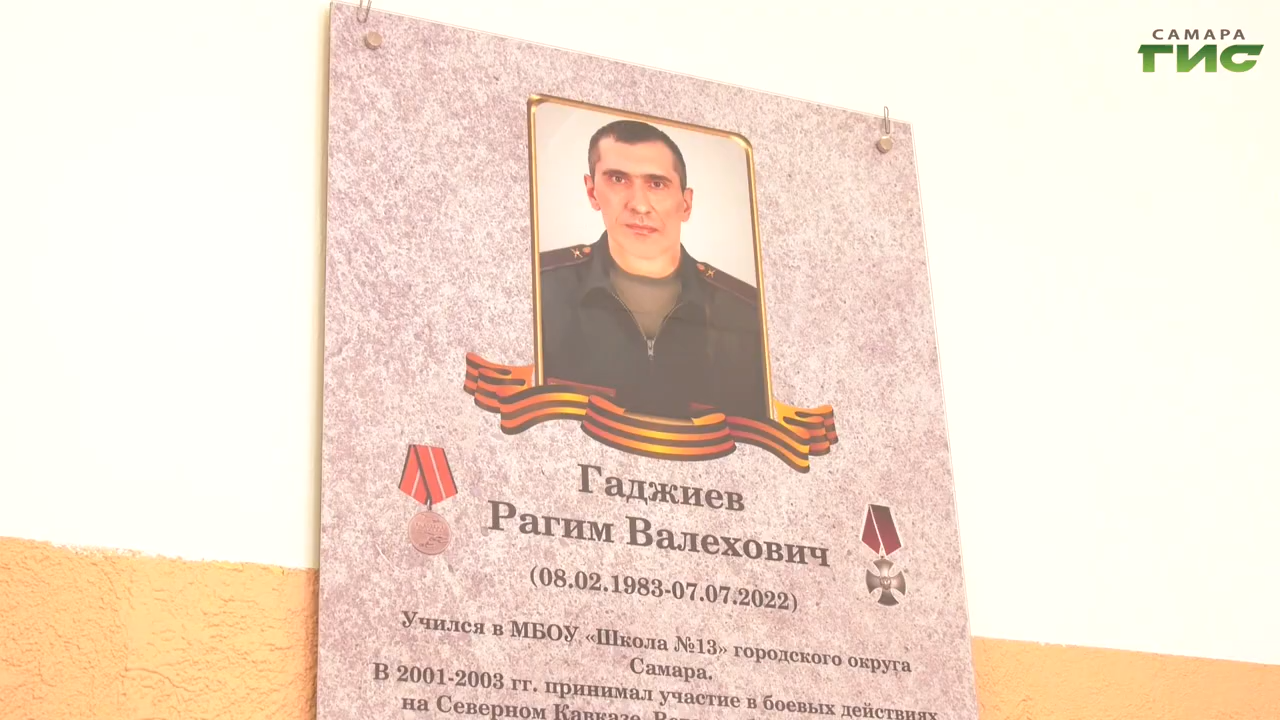 САМАРА
ГИС
Гаджиев
Рагим Валехович
(08.02.1983-07.07.2022)
Учился в МБОУ «Школа №13» городского округа
Самара.
В 2001-2003 гг. принимал участие в боевых действиях
на Северном Кавказе.